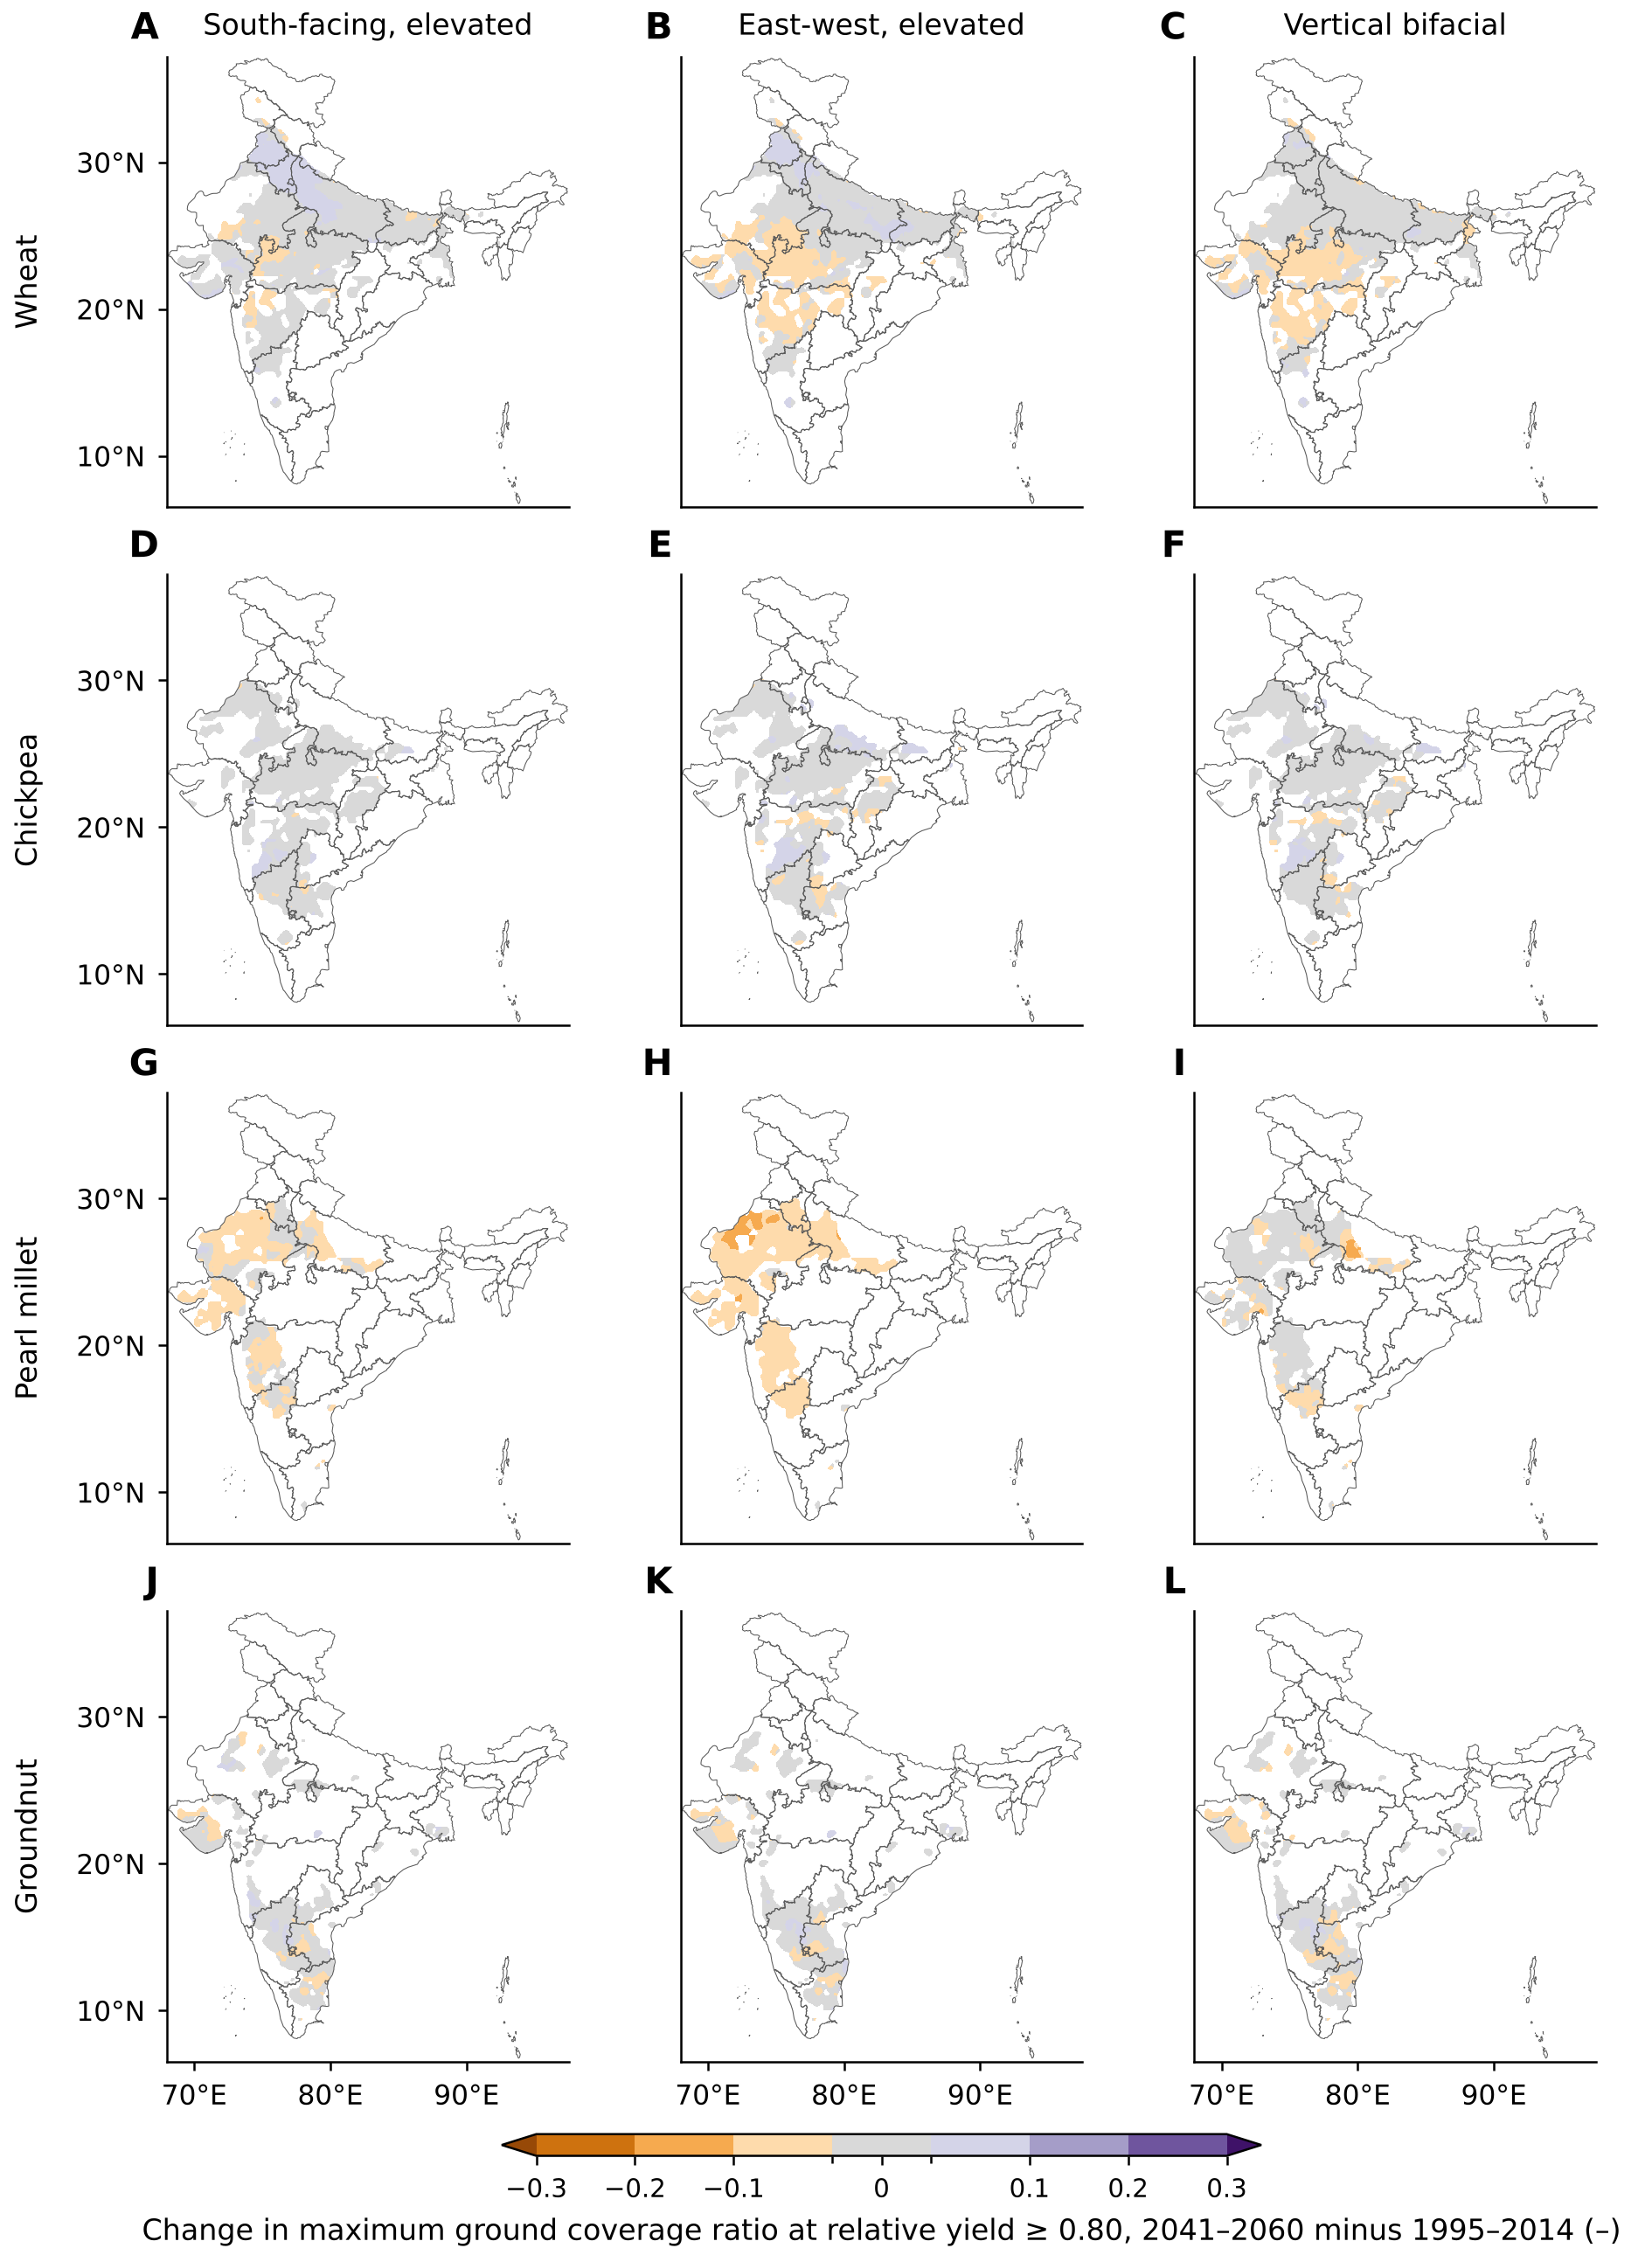 A South-facing, elevated
B East-west, elevated
C Vertical bifacial
Wheat
30°N
20°N
10°N
D
E
F
Chickpea
30°N
20°N
10°N
G
H
I
Pearl millet
30°N
20°N
10°N
J
K
L
Groundnut
30°N
20°N
10°N
70°E 80°E 90°E 70°E 80°E 90°E 70°E 80°E 90°E
−0.3 −0.2 −0.1 0 0.1 0.2 0.3
Change in maximum ground coverage ratio at relative yield ≥ 0.80, 2041–2060 minus 1995–2014 (–)